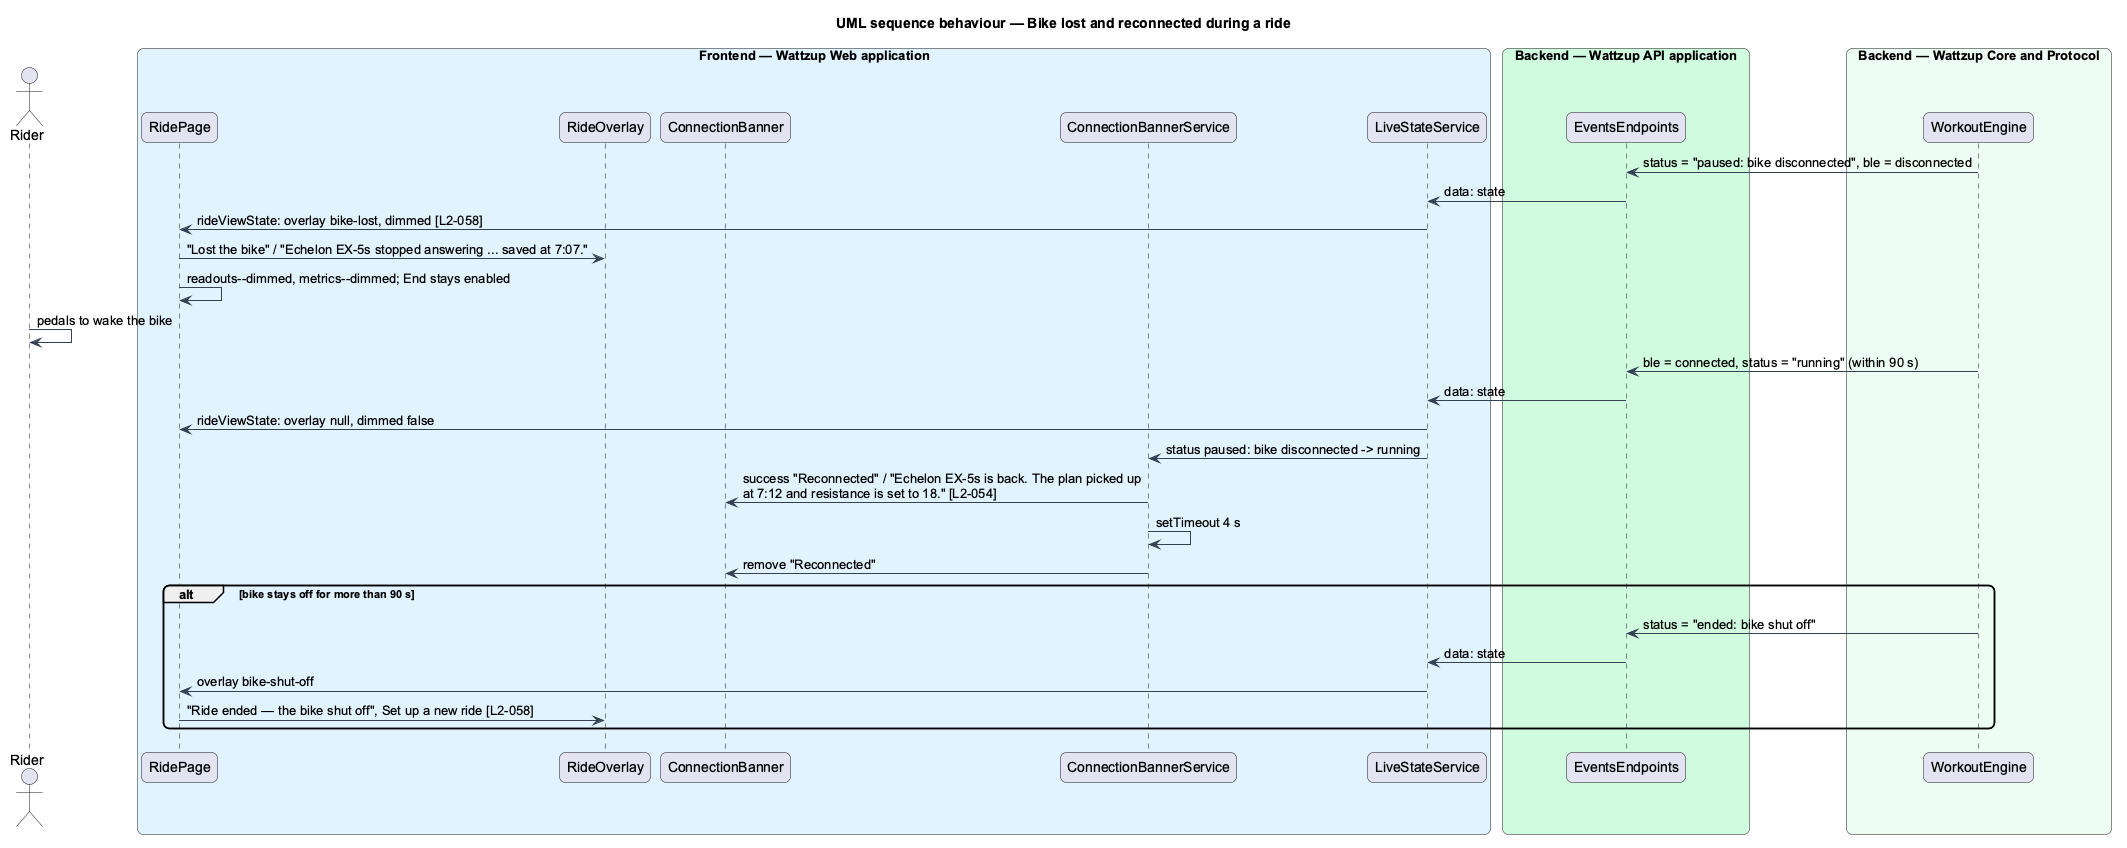 UML sequence behaviour — Bike lost and reconnected during a ride
Frontend — Wattzup Web application
Backend — Wattzup API application
Backend — Wattzup Core and Protocol
Rider
RidePage
RideOverlay
ConnectionBanner
ConnectionBannerService
LiveStateService
EventsEndpoints
WorkoutEngine
status = "paused: bike disconnected", ble = disconnected
data: state
rideViewState: overlay bike-lost, dimmed [L2-058]
"Lost the bike" / "Echelon EX-5s stopped answering ... saved at 7:07."
readouts--dimmed, metrics--dimmed; End stays enabled
pedals to wake the bike
ble = connected, status = "running" (within 90 s)
data: state
rideViewState: overlay null, dimmed false
status paused: bike disconnected -> running
success "Reconnected" / "Echelon EX-5s is back. The plan picked up
at 7:12 and resistance is set to 18." [L2-054]
setTimeout 4 s
remove "Reconnected"
alt
[bike stays off for more than 90 s]
status = "ended: bike shut off"
data: state
overlay bike-shut-off
"Ride ended — the bike shut off", Set up a new ride [L2-058]
Rider
RidePage
RideOverlay
ConnectionBanner
ConnectionBannerService
LiveStateService
EventsEndpoints
WorkoutEngine